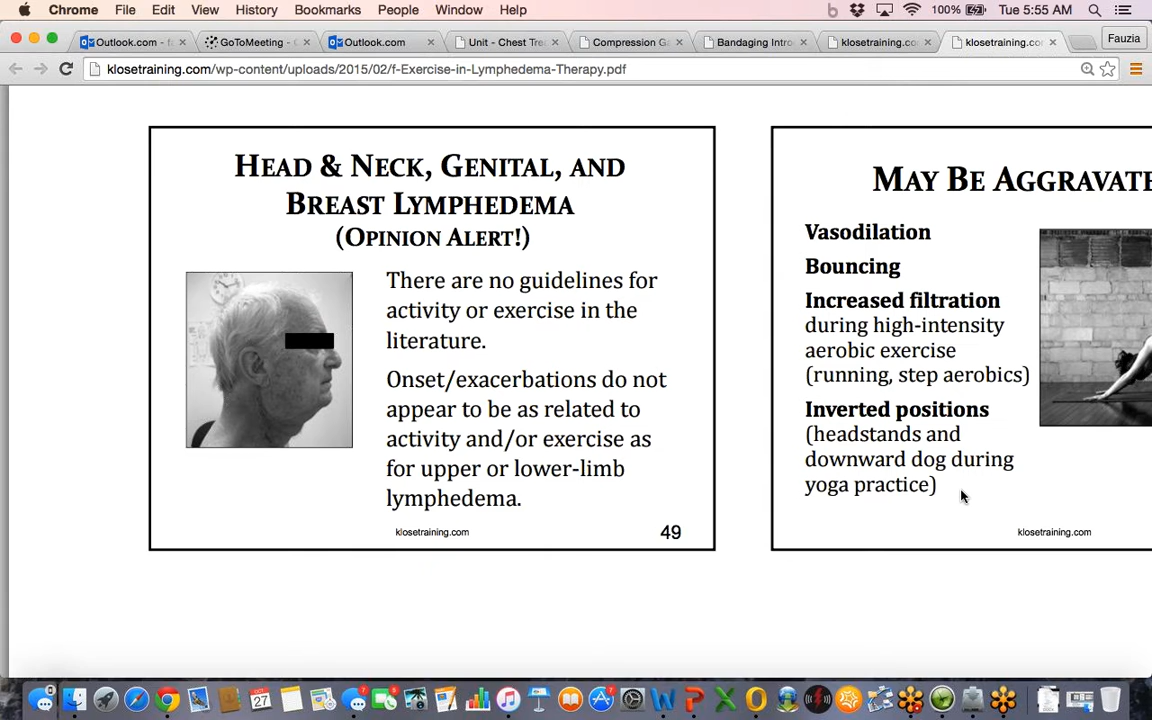 Chrome File Edit View History Bookmarks People Window Help 100% Tue 5:55 AM
Outlook.com - GoToMeeting - Outlook.com Unit - Chest Tre Compression Bandaging Intro klosetraining.co klosetraining.co Fauzia
klosetraining.com/wp-content/uploads/2015/02/f-Exercise-in-Lymphedema-Therapy.pdf
HEAD & NECK, GENITAL, AND
BREAST LYMPHEDEMA
(OPINION ALERT!)
There are no guidelines for
activity or exercise in the
literature.
Onset/exacerbations do not
appear to be as related to
activity and/or exercise as
for upper or lower-limb
lymphedema.
klosetraining.com 49
MAY BE AGGRAVATE
Vasodilation
Bouncing
Increased filtration
during high-intensity
aerobic exercise
(running, step aerobics)
Inverted positions
(headstands and
downward dog during
yoga practice)
klosetraining.com